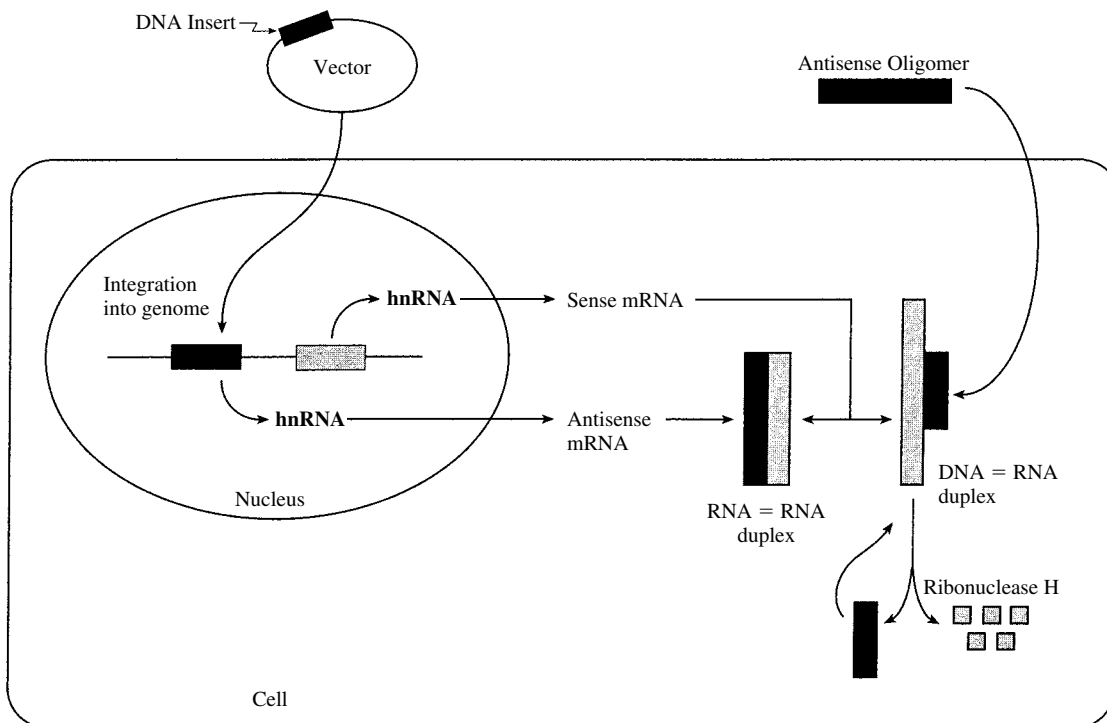 DNA Insert
Vector
Antisense Oligomer
Integration
into genome
hnRNA
Sense mRNA
hnRNA
Antisense
mRNA
Nucleus
RNA = RNA
duplex
DNA = RNA
duplex
Ribonuclease H
Cell